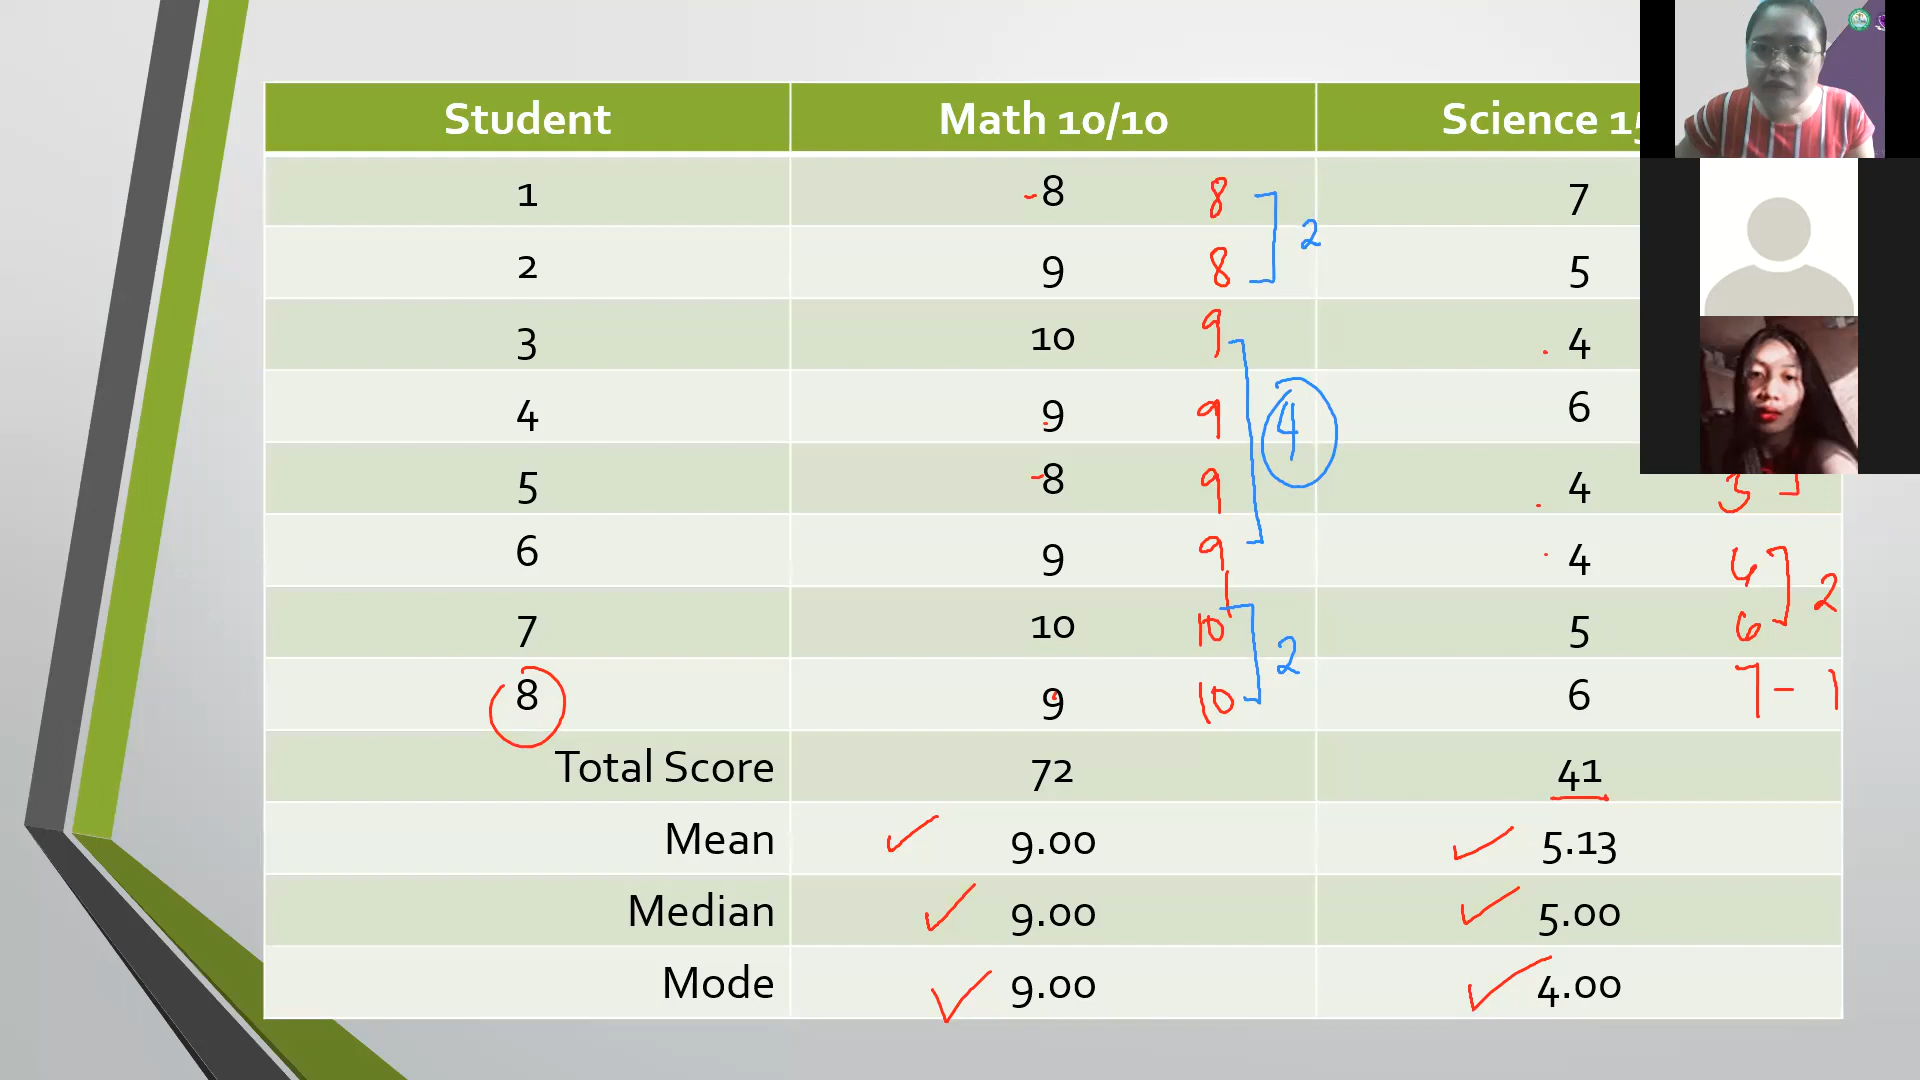 Student Math 10/10 Science 15
1 -8 8 7
2 9 8 5
2
3 10 9 4
4 9 9 6
4
5 -8 9 4
6 9 9 4
2
7 10 10 5 6
2
8 9 10 6 7 - 1
Total Score 72 41
Mean 9.00 5.13
Median 9.00 5.00
Mode 9.00 4.00